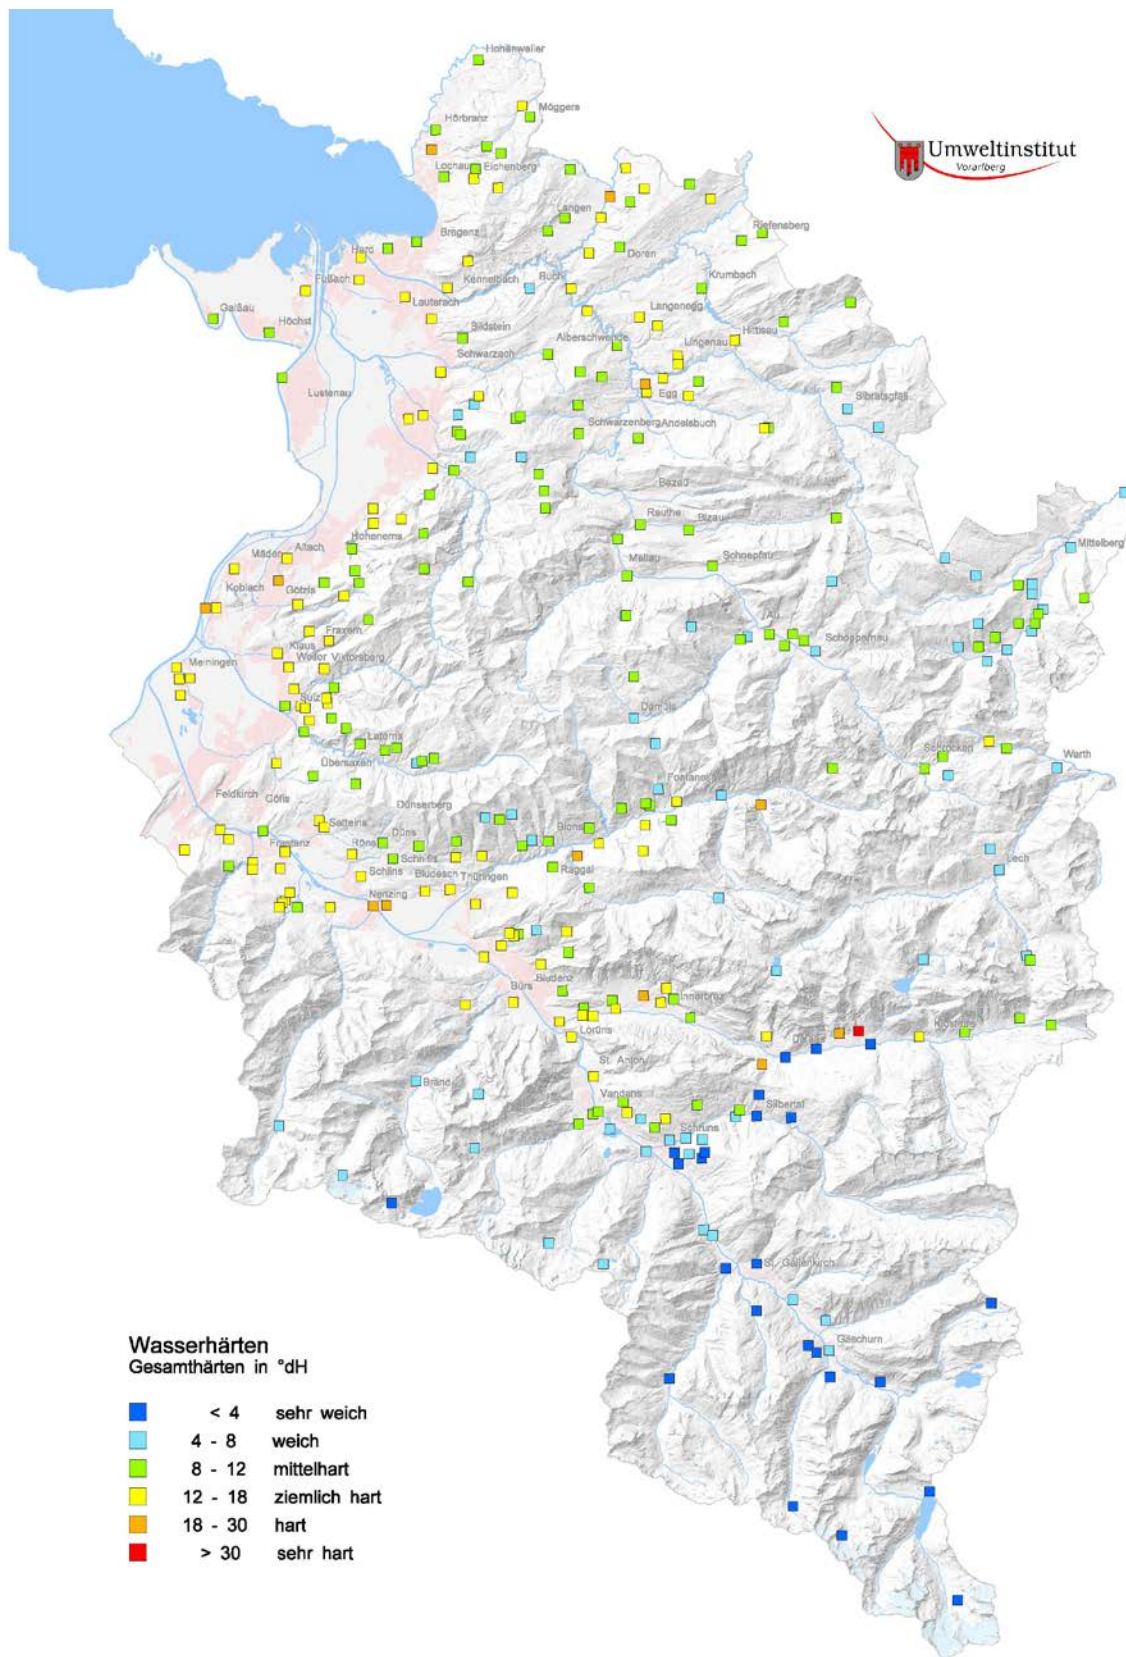 Hohenweiler
Möggers
Hörbranz
Umweltinstitut
Vorarlberg
Lochau
Eichenberg
Langen
Riefensberg
Bregenz
Hard
Doren
Fußach
Kennelbach
Buch
Krumbach
Lauterach
Gaißau
Langenegg
Höchst
Bildstein
Hittisau
Alberschwende
Lingenau
Schwarzach
Lustenau
Egg
Sibratsgfäll
Schwarzenberg
Andelsbuch
Bezau
Reuthe
Bizau
Hohenems
Mittelberg
Altach
Mäder
Mellau
Schnepfau
Koblach
Götzis
Au
Fraxern
Klaus
Schoppernau
Weiler
Viktorsberg
Meiningen
Sulz
Damüls
Laterns
Schröcken
Warth
Übersaxen
Fontanella
Feldkirch
Göfis
Dünserberg
Satteins
Blons
Düns
Röns
Frastanz
Lech
Schnifis
Raggal
Schlins
Bludesch
Thüringen
Nenzing
Bludenz
Bürs
Innerbraz
Klösterle
Lorüns
Dalaas
St. Anton
Brand
Vandans
Silbertal
Schruns
St. Gallenkirch
Gaschurn
Wasserhärten
Gesamthärten in °dH
< 4 sehr weich
4 - 8 weich
8 - 12 mittelhart
12 - 18 ziemlich hart
18 - 30 hart
> 30 sehr hart